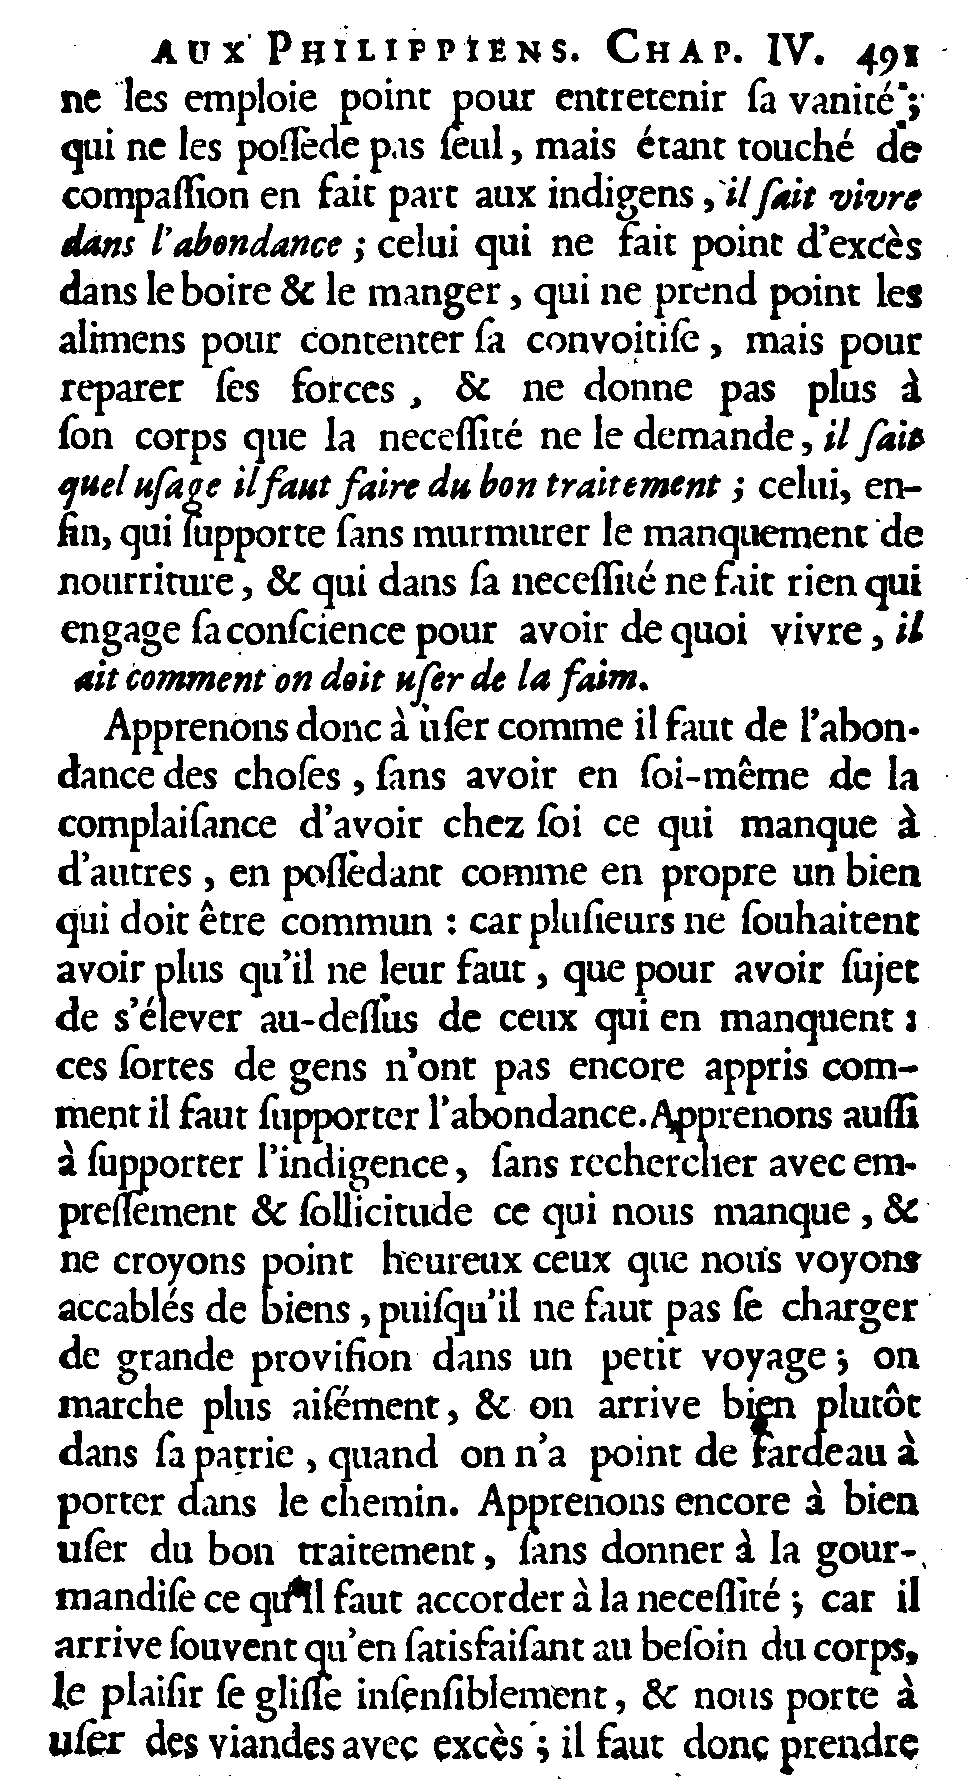 AUX PHILIPPIENS. CHAP. IV. 491
ne les emploie point pour entretenir ſa vanité ;
qui ne les poſſède pas ſeul, mais étant touché de
compaſſion en fait part aux indigens, il ſait vivre
dans l'abondance ; celui qui ne fait point d'excès
dans le boire & le manger, qui ne prend point les
alimens pour contenter ſa convoitiſe, mais pour
reparer ſes forces, & ne donne pas plus à
ſon corps que la neceſſité ne le demande, il ſait
quel uſage il faut faire du bon traitement ; celui, en-
fin, qui ſupporte ſans murmurer le manquement de
nourriture, & qui dans ſa neceſſité ne fait rien qui
engage ſa conſcience pour avoir de quoi vivre, il
ait comment on doit uſer de la faim.
Apprenons donc à uſer comme il faut de l'abon-
dance des choſes, ſans avoir en ſoi-même de la
complaiſance d'avoir chez ſoi ce qui manque à
d'autres, en poſſèdant comme en propre un bien
qui doit être commun : car pluſieurs ne ſouhaitent
avoir plus qu'il ne leur faut, que pour avoir ſujet
de s'élever au-deſſus de ceux qui en manquent :
ces ſortes de gens n'ont pas encore appris com-
ment il faut ſupporter l'abondance. Apprenons auſſi
à ſupporter l'indigence, ſans rechercher avec em-
preſſement & ſollicitude ce qui nous manque, &
ne croyons point heureux ceux que nous voyons
accablés de biens, puiſqu'il ne faut pas ſe charger
de grande proviſion dans un petit voyage ; on
marche plus aiſément, & on arrive bien plutôt
dans ſa patrie, quand on n'a point de fardeau à
porter dans le chemin. Apprenons encore à bien
uſer du bon traitement, ſans donner à la gour-
mandiſe ce qu'il faut accorder à la neceſſité ; car il
arrive ſouvent qu'en ſatisfaiſant au beſoin du corps,
le plaiſir ſe gliſſe inſenſiblement, & nous porte à
uſer des viandes avec excès ; il faut donc prendre